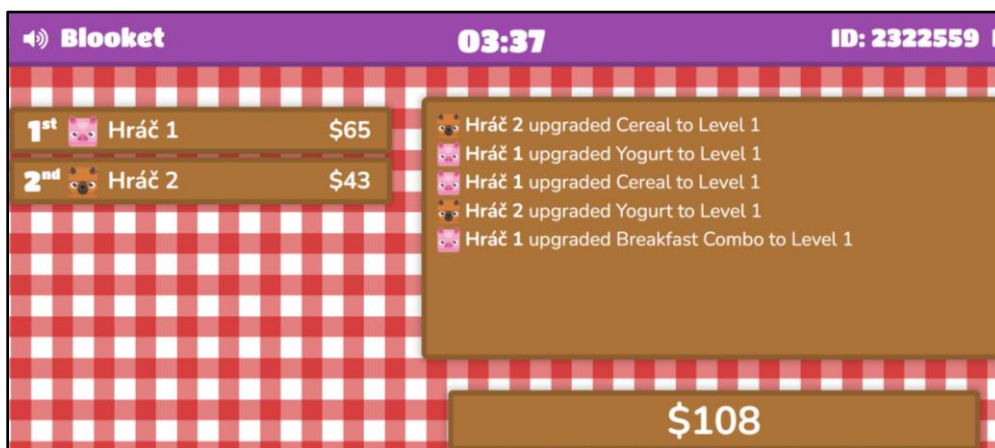 Blooket
03:37
ID: 2322559
1st Hráč 1 $65
2nd Hráč 2 $43
Hráč 2 upgraded Cereal to Level 1
Hráč 1 upgraded Yogurt to Level 1
Hráč 1 upgraded Cereal to Level 1
Hráč 2 upgraded Yogurt to Level 1
Hráč 1 upgraded Breakfast Combo to Level 1
$108